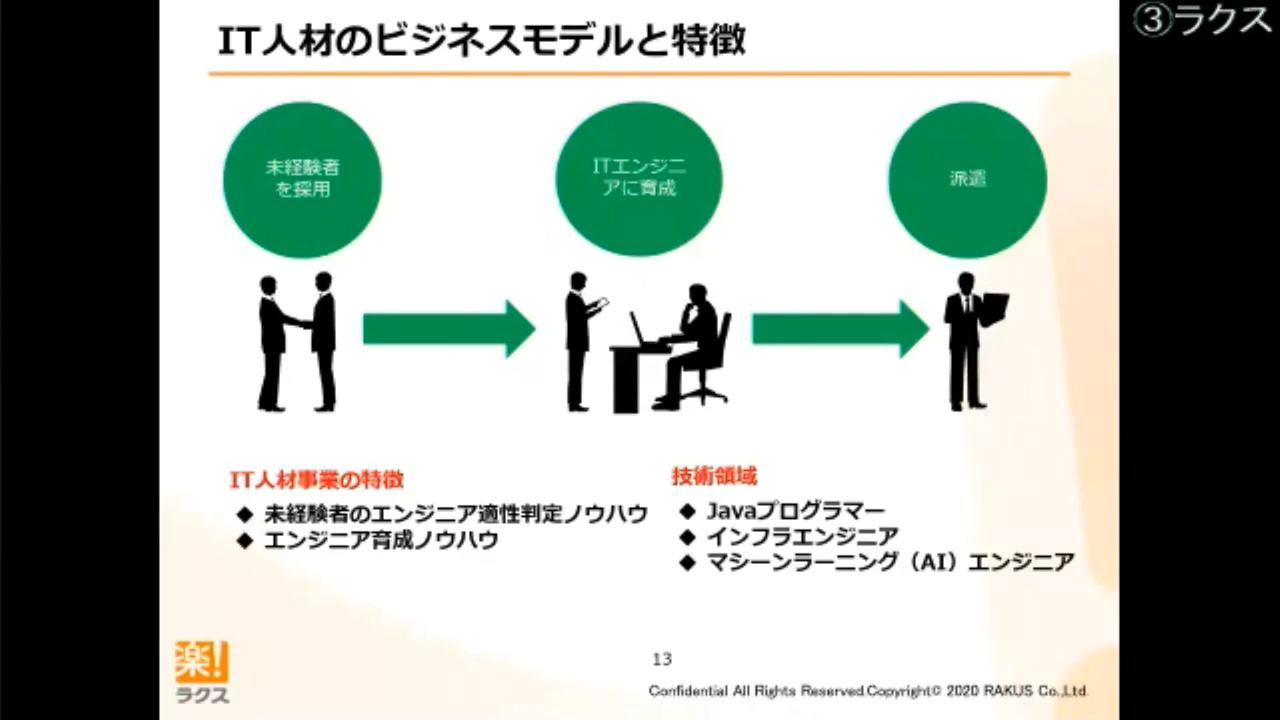 ③ラクス
IT人材のビジネスモデルと特徴
未経験者
を採用
ITエンジニ
アに育成
派遣
IT人材事業の特徴
◆ 未経験者のエンジニア適性判定ノウハウ
◆ エンジニア育成ノウハウ
技術領域
◆ Javaプログラマー
◆ インフラエンジニア
◆ マシーンラーニング（AI）エンジニア
楽!
ラクス
13
Confidential All Rights Reserved.Copyright© 2020 RAKUS Co.,Ltd.